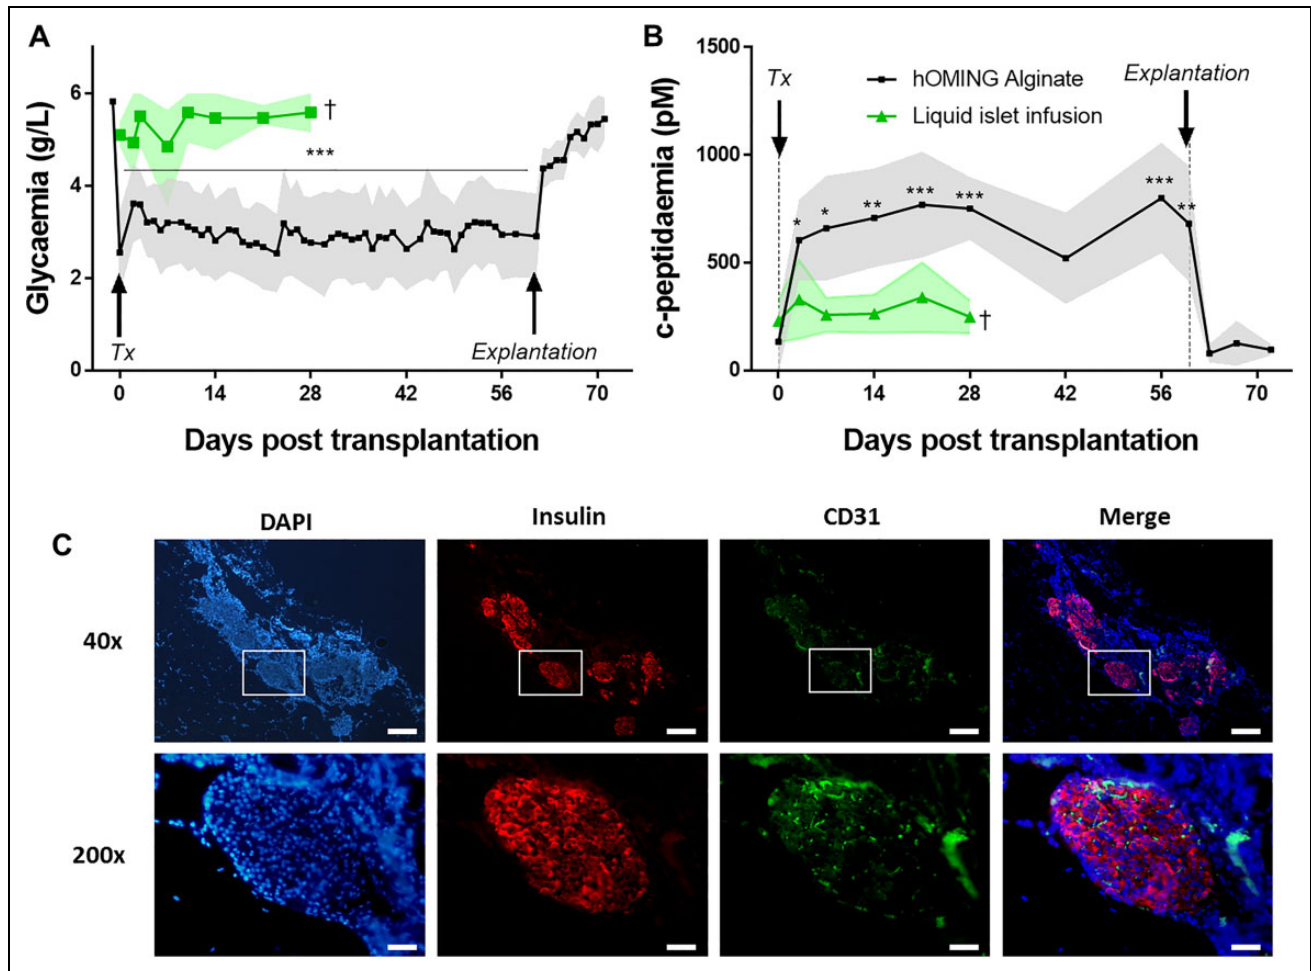 A
Glycaemia (g/L)
6
4
2
0
†
***
Tx
Explantation
0 14 28 42 56 70
Days post transplantation
B
c-peptidaemia (pM)
1500
1000
500
0
Tx
hOMING Alginate
Liquid islet infusion
Explantation
* * ** *** *** *** **
†
0 14 28 42 56 70
Days post transplantation
C
DAPI Insulin CD31 Merge
40x
200x